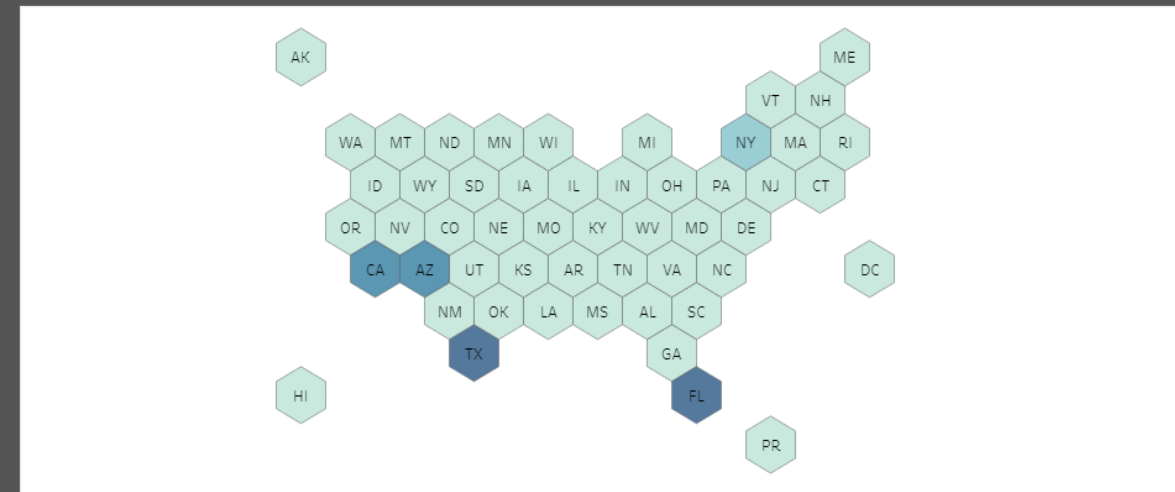 AK ME
VT NH
WA MT ND MN WI MI NY MA RI
ID WY SD IA IL IN OH PA NJ CT
OR NV CO NE MO KY WV MD DE
CA AZ UT KS AR TN VA NC DC
NM OK LA MS AL SC
TX GA
HI FL
PR